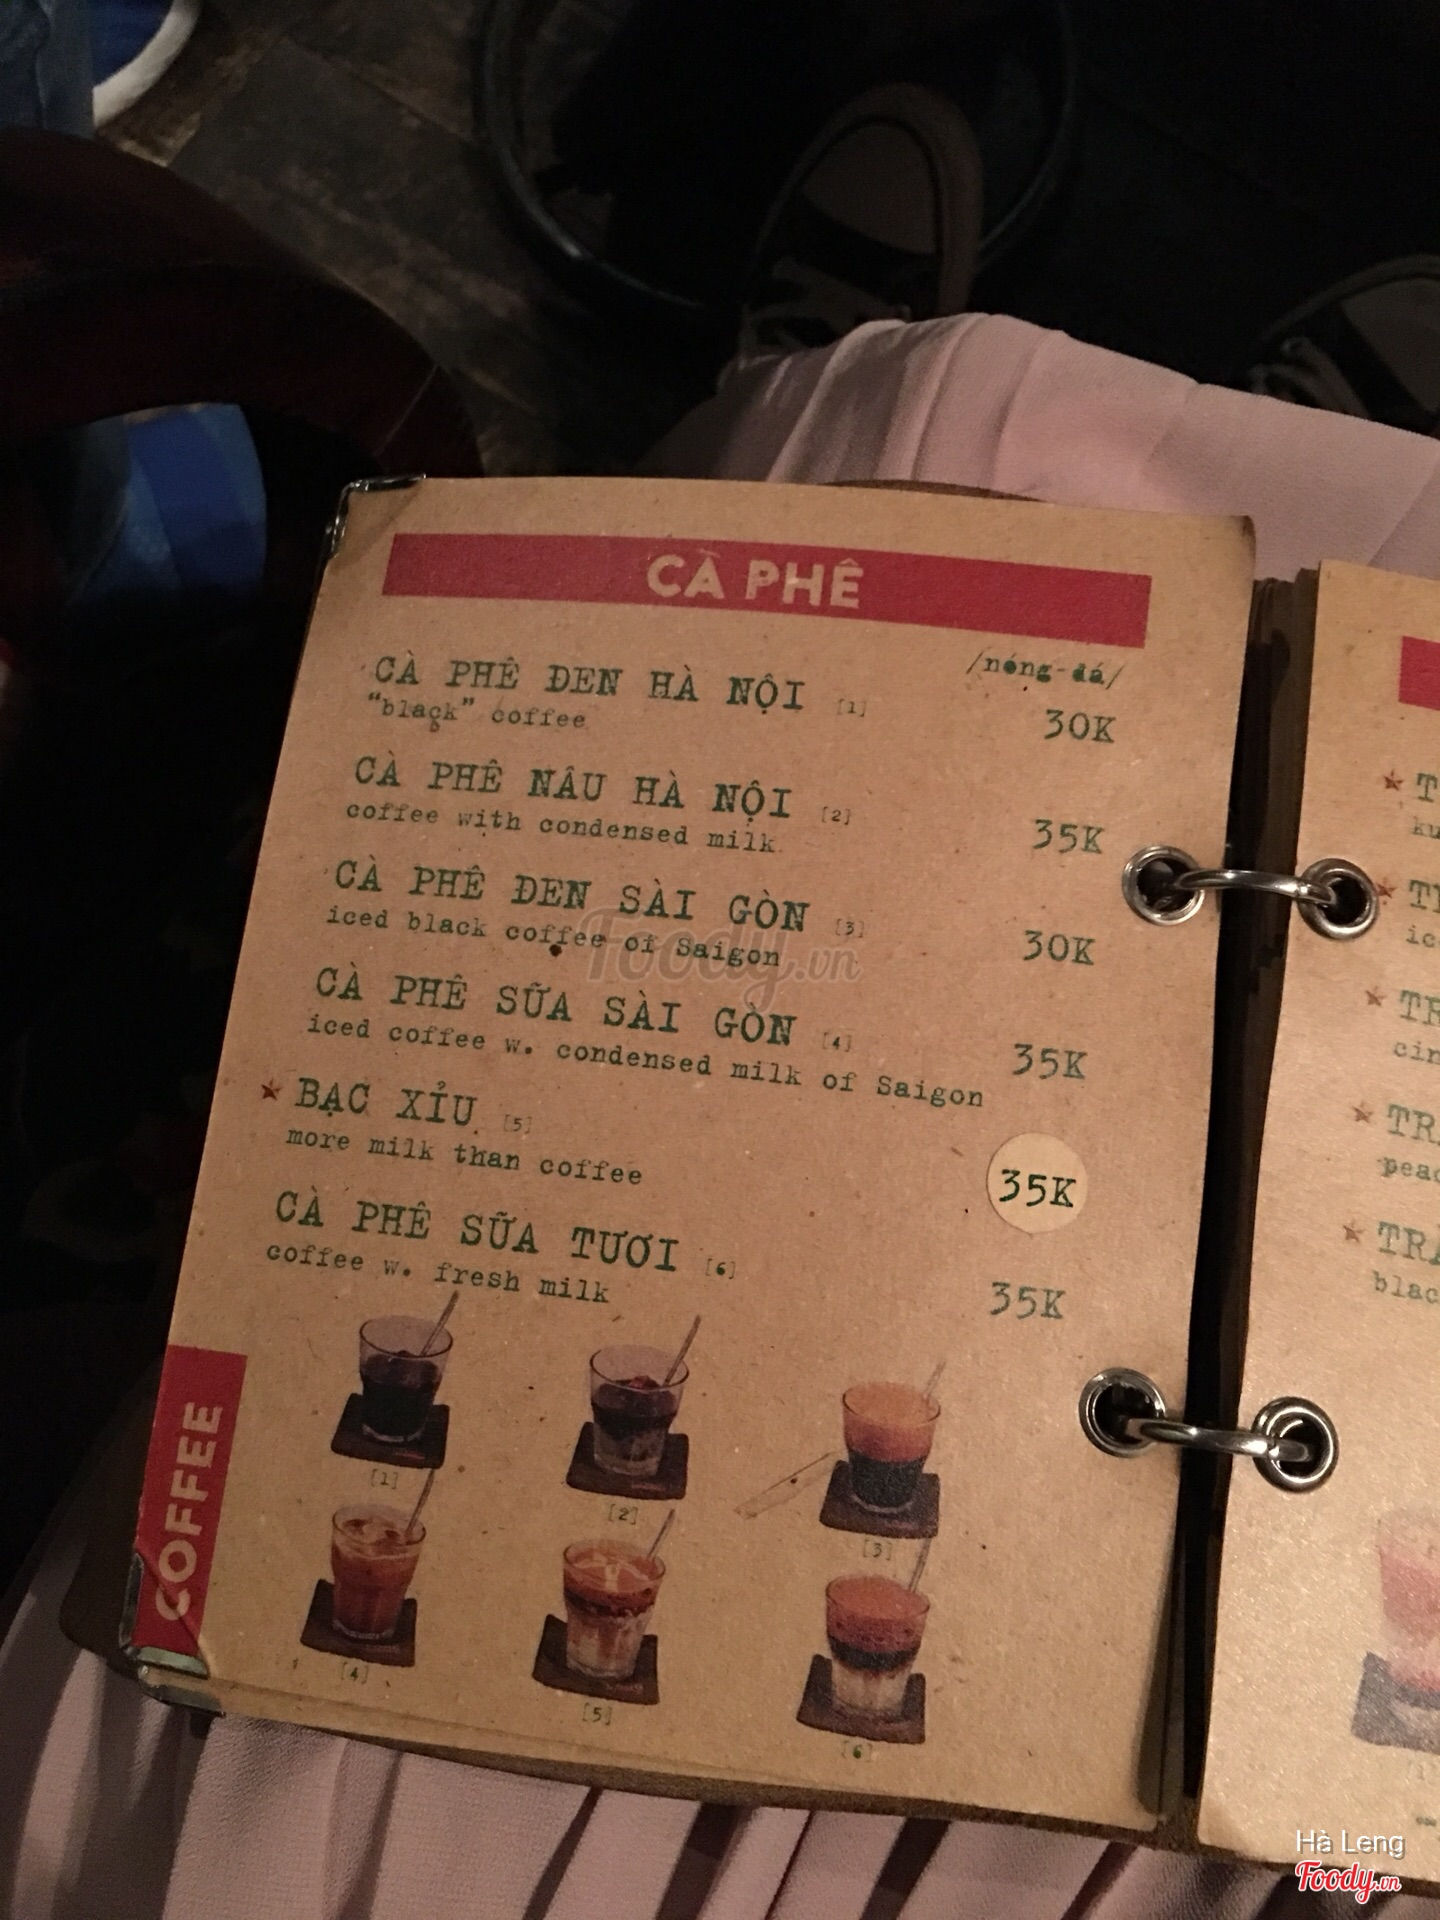 CÀ PHÊ
/nóng-đá/
CÀ PHÊ ĐEN HÀ NỘI [1] 30K
"black" coffee
CÀ PHÊ NÂU HÀ NỘI [2] 35K
coffee with condensed milk
CÀ PHÊ ĐEN SÀI GÒN [3] 30K
iced black coffee of Saigon
CÀ PHÊ SỮA SÀI GÒN [4] 35K
iced coffee w. condensed milk of Saigon
★ BẠC XỈU [5] 35K
more milk than coffee
CÀ PHÊ SỮA TƯƠI [6] 35K
coffee w. fresh milk
[1] [2] [3]
[4] [5] [6]
COFFEE
Foody.vn
Hà Leng
Foody.vn